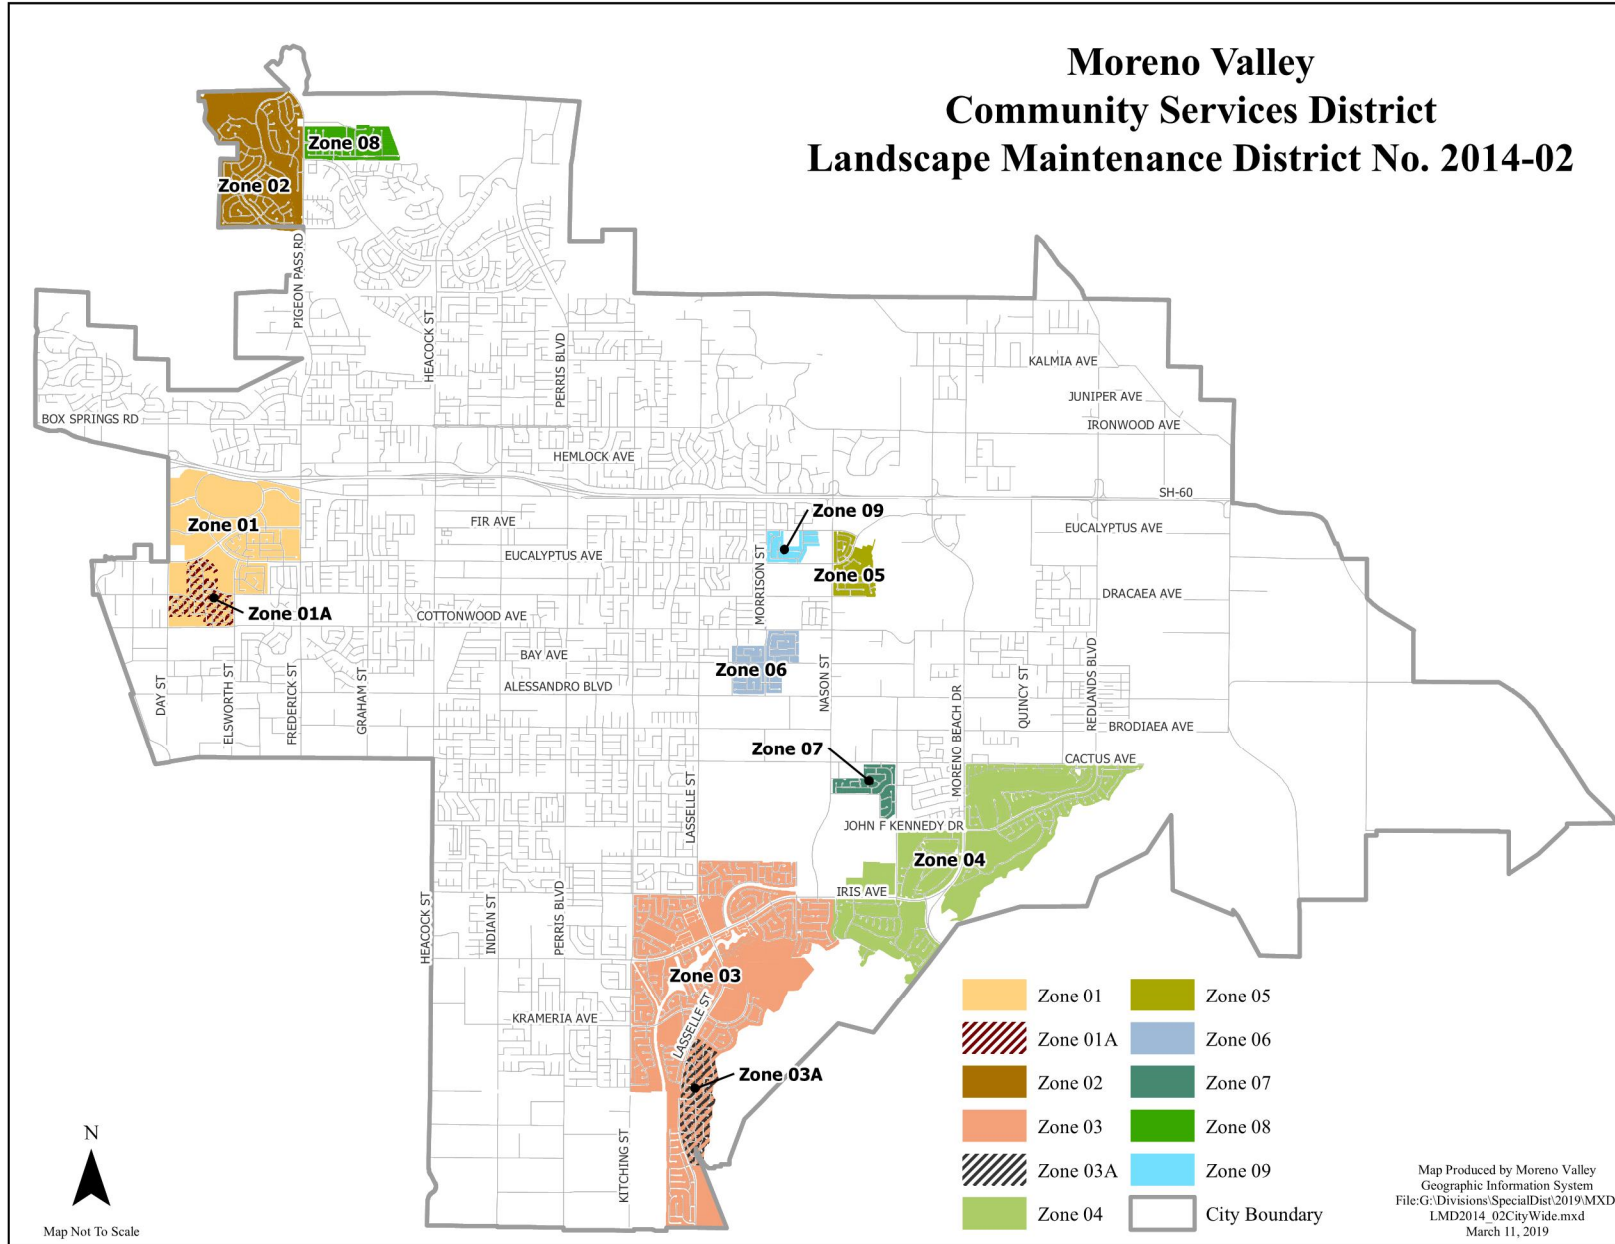 Moreno Valley
Community Services District
Landscape Maintenance District No. 2014-02
Zone 08
Zone 02
PIGEON PASS RD
HEACOCK ST
PERRIS BLVD
KALMIA AVE
JUNIPER AVE
IRONWOOD AVE
BOX SPRINGS RD
HEMLOCK AVE
SH-60
Zone 01
FIR AVE
Zone 09
EUCALYPTUS AVE
EUCALYPTUS AVE
MORRISON ST
Zone 05
DRACAEA AVE
Zone 01A
COTTONWOOD AVE
BAY AVE
Zone 06
ALESSANDRO BLVD
DAY ST
ELSWORTH ST
FREDERICK ST
GRAHAM ST
NASON ST
MORENO BEACH DR
QUINCY ST
REDLANDS BLVD
BRODIAEA AVE
Zone 07
CACTUS AVE
LASSELLE ST
JOHN F KENNEDY DR
Zone 04
IRIS AVE
HEACOCK ST
INDIAN ST
PERRIS BLVD
Zone 03
KRAMERIA AVE
LASSELLE ST
Zone 03A
KITCHING ST
Zone 01
Zone 01A
Zone 02
Zone 03
Zone 03A
Zone 04
Zone 05
Zone 06
Zone 07
Zone 08
Zone 09
City Boundary
N
Map Not To Scale
Map Produced by Moreno Valley
Geographic Information System
File:G:\Divisions\SpecialDist\2019\MXD
LMD2014_02CityWide.mxd
March 11, 2019